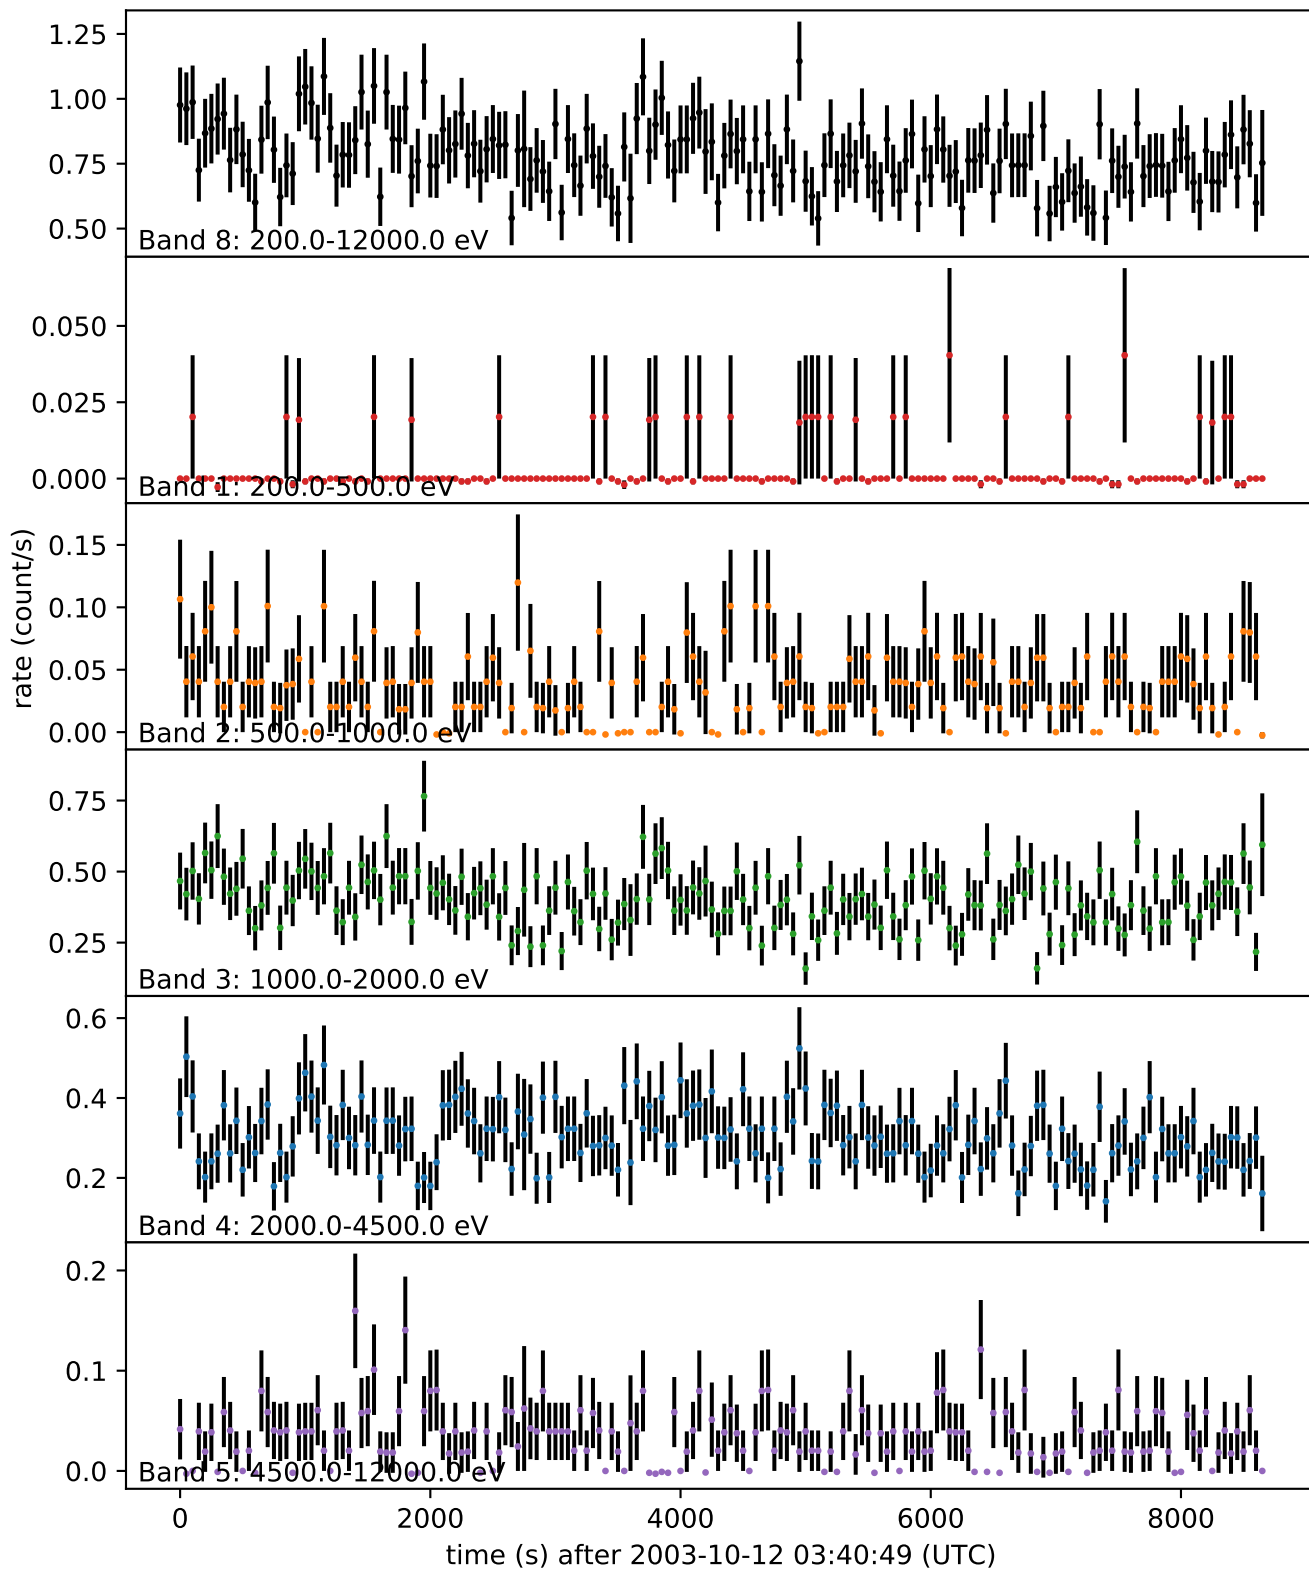 1.25
1.00
0.75
0.50
Band 8: 200.0-12000.0 eV
0.050
0.025
0.000
Band 1: 200.0-500.0 eV
rate (count/s)
0.15
0.10
0.05
0.00
Band 2: 500.0-1000.0 eV
0.75
0.50
0.25
Band 3: 1000.0-2000.0 eV
0.6
0.4
0.2
Band 4: 2000.0-4500.0 eV
0.2
0.1
0.0
Band 5: 4500.0-12000.0 eV
0 2000 4000 6000 8000
time (s) after 2003-10-12 03:40:49 (UTC)